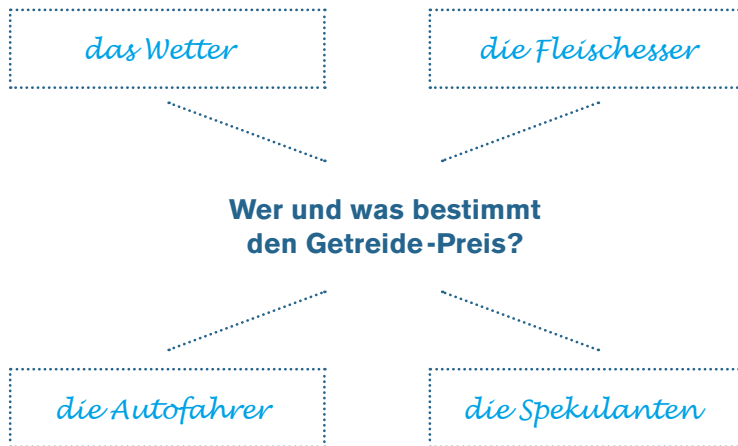 das Wetter
die Fleischesser
Wer und was bestimmt
den Getreide-Preis?
die Autofahrer
die Spekulanten